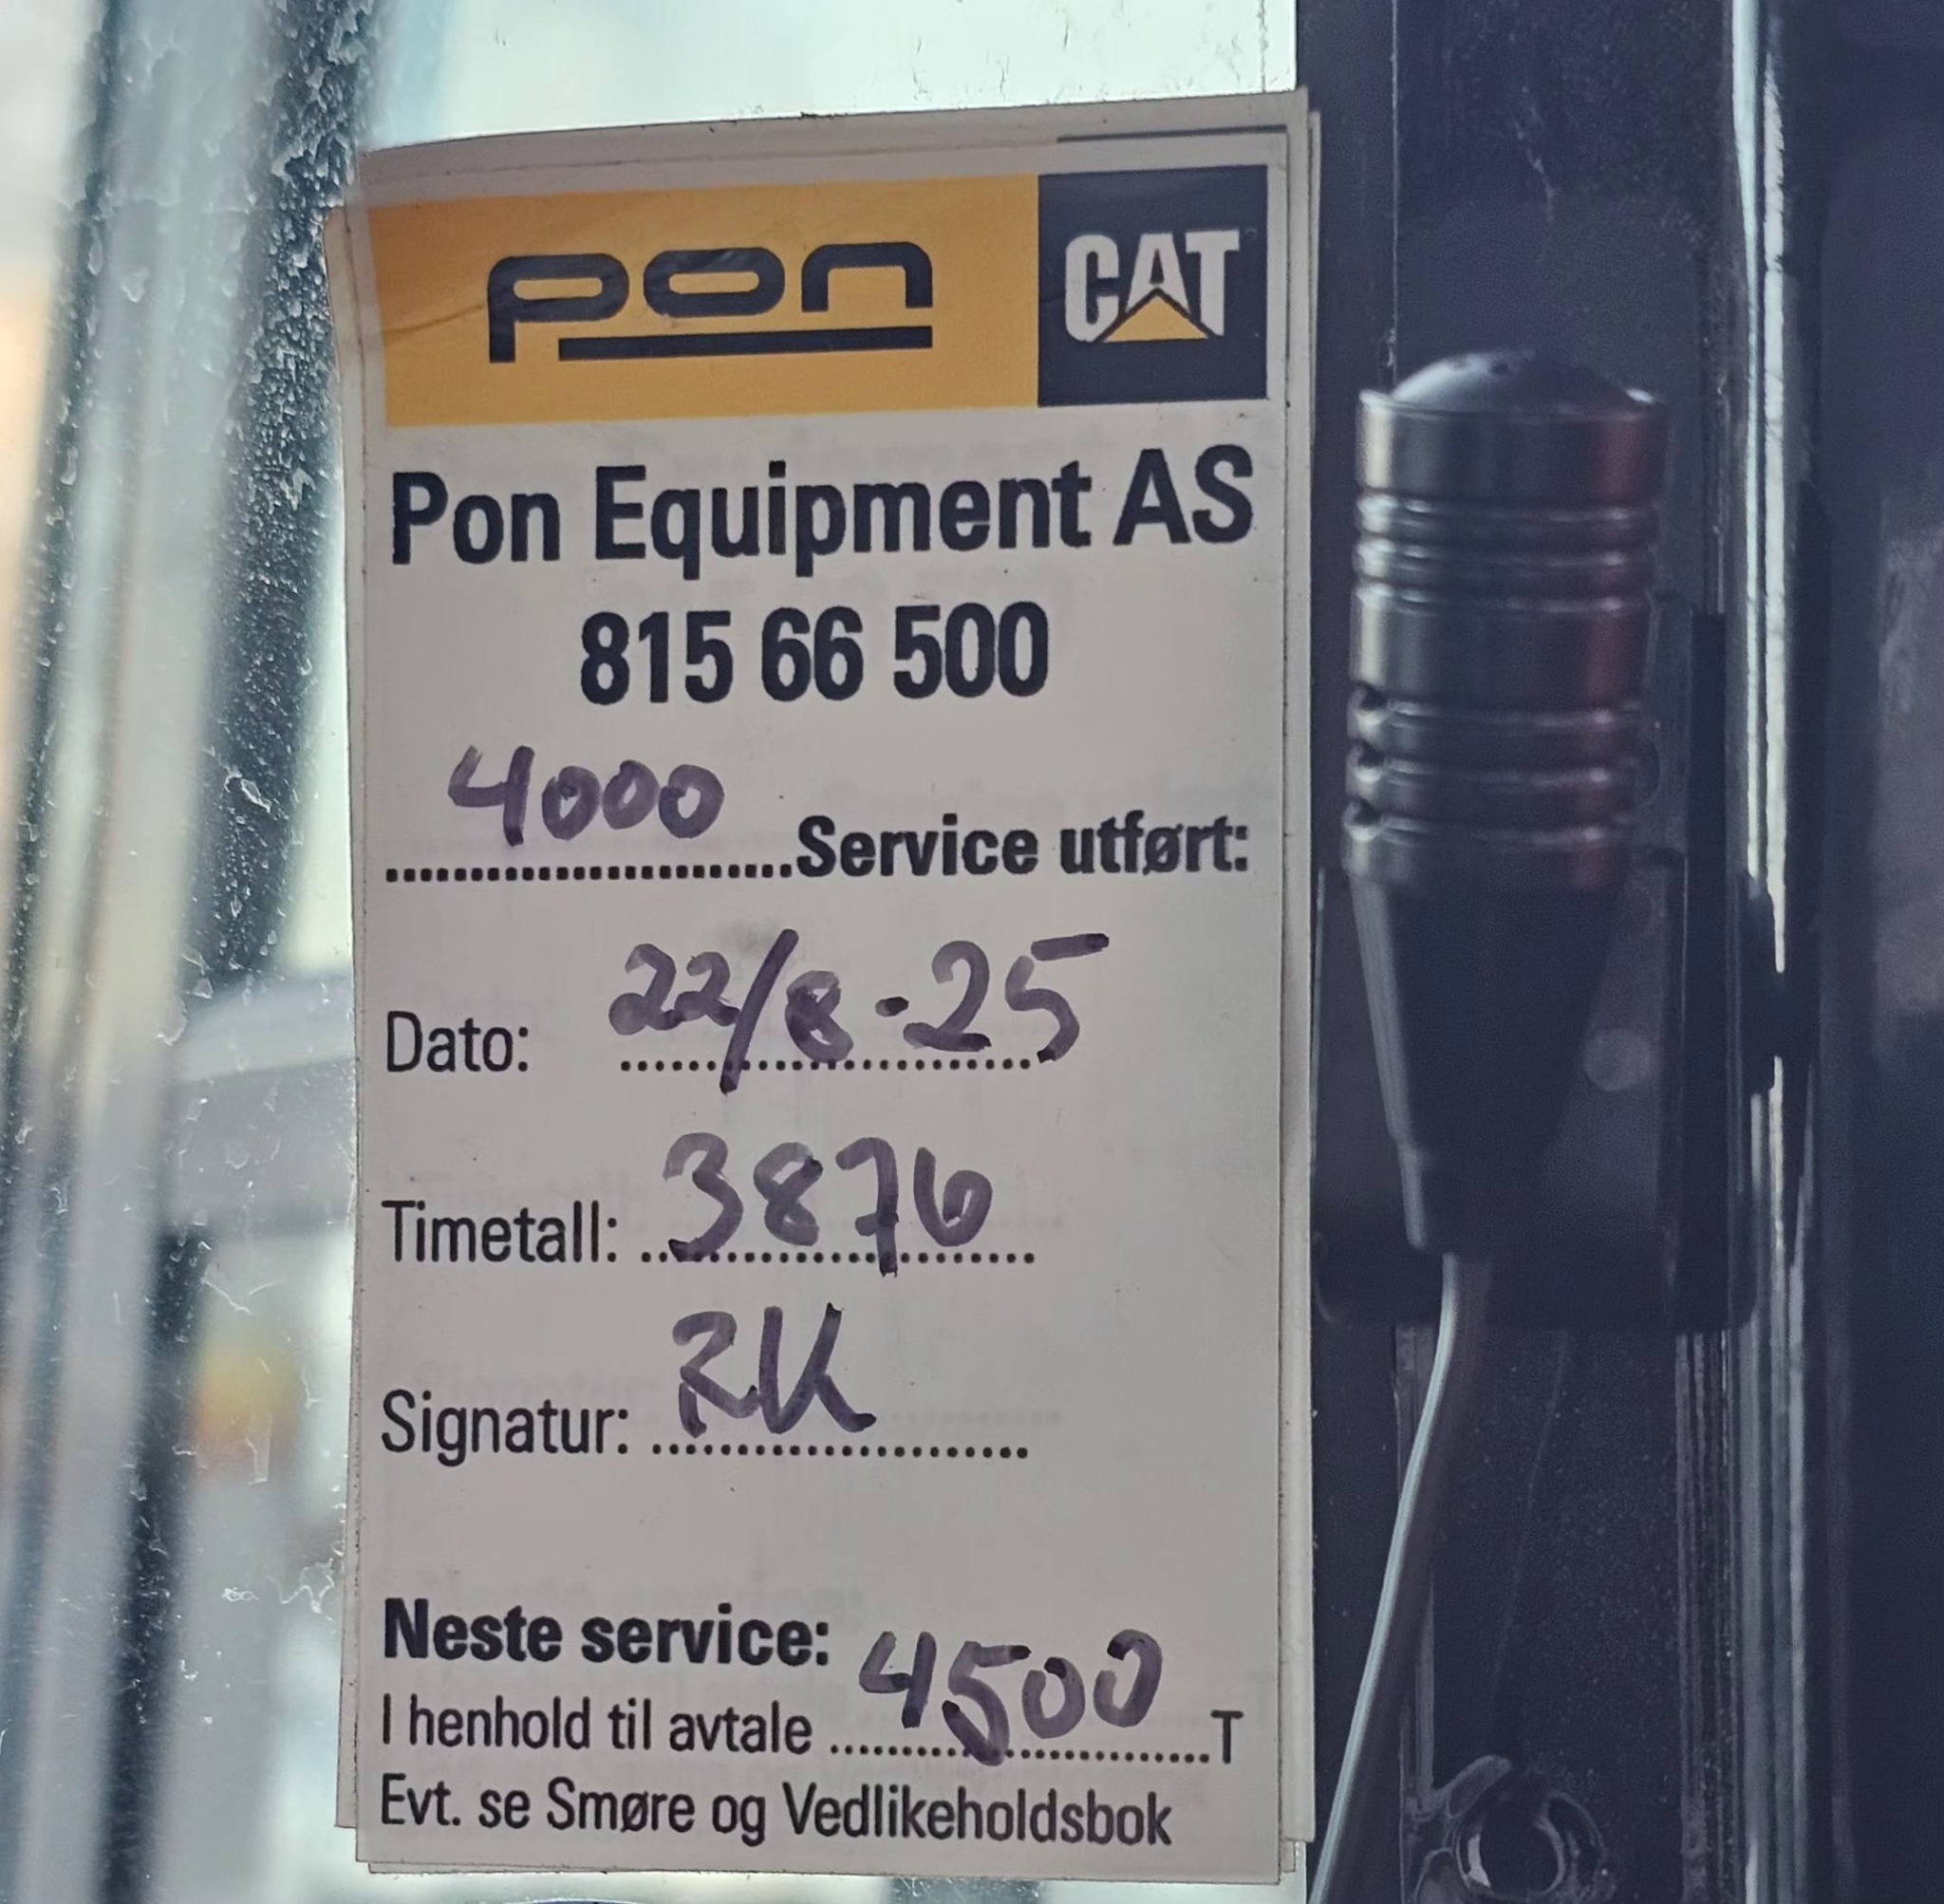 pon CAT
Pon Equipment AS
815 66 500
4000 Service utført:
Dato: 22/8-25
Timetall: 3876
Signatur: RK
Neste service:
I henhold til avtale 4500 T
Evt. se Smøre og Vedlikeholdsbok